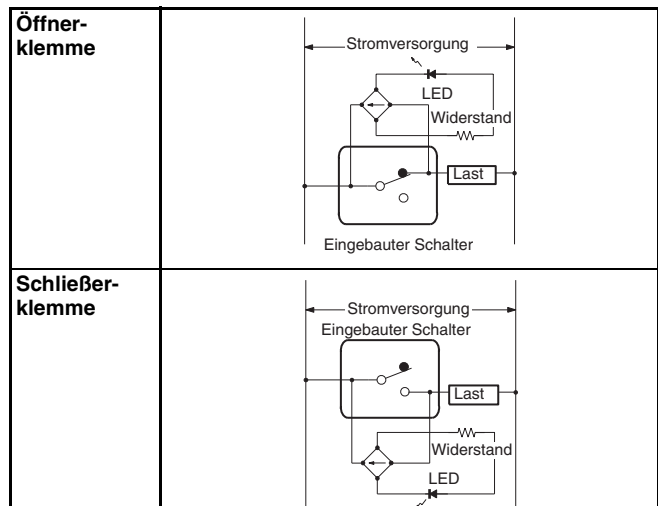 Öffner-
klemme
Stromversorgung
LED
Widerstand
Last
Eingebauter Schalter
Schließer-
klemme
Stromversorgung
Eingebauter Schalter
Last
Widerstand
LED